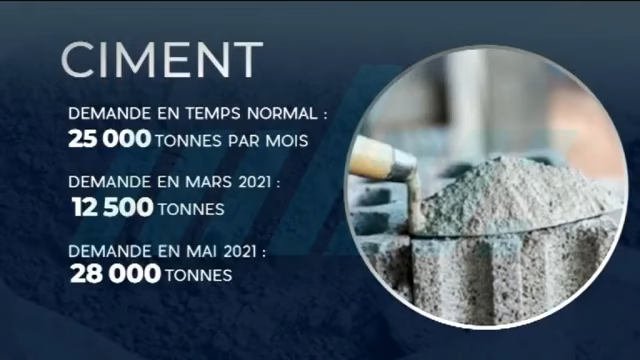 CIMENT
DEMANDE EN TEMPS NORMAL :
25 000 TONNES PAR MOIS
DEMANDE EN MARS 2021 :
12 500 TONNES
DEMANDE EN MAI 2021 :
28 000 TONNES